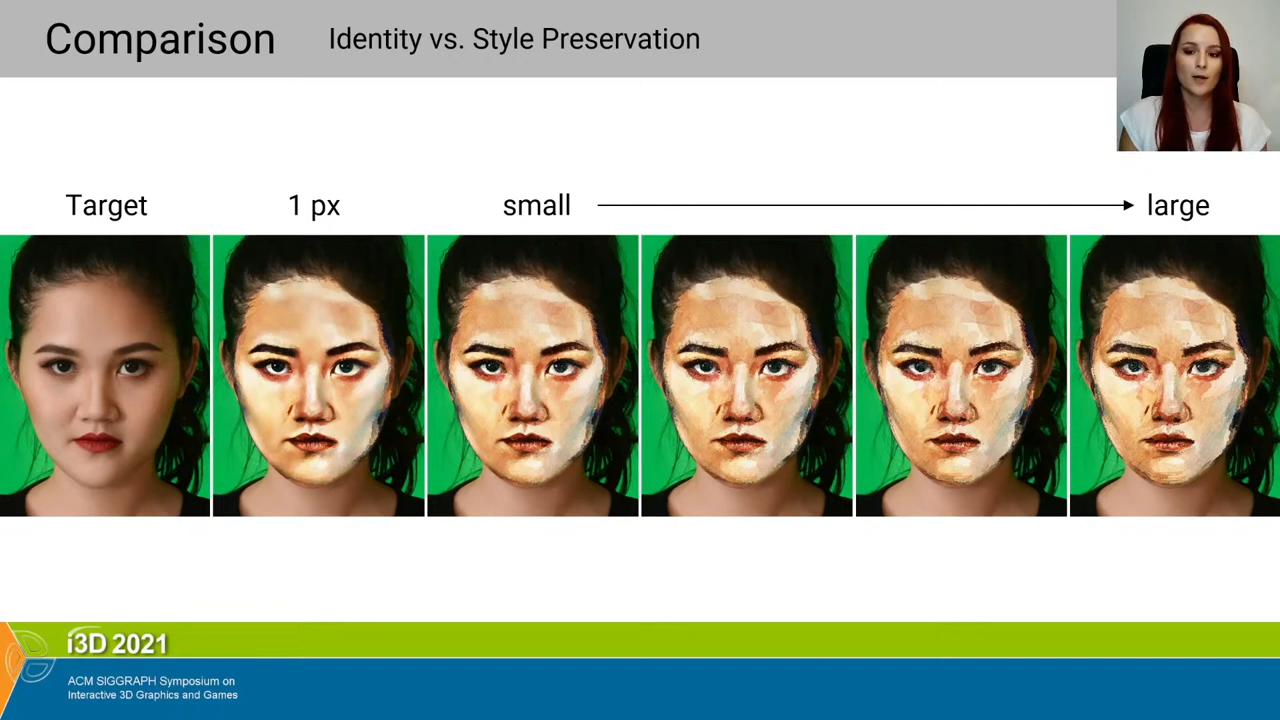 Comparison
Identity vs. Style Preservation
Target
1 px
small
large
i3D 2021
ACM SIGGRAPH Symposium on
Interactive 3D Graphics and Games